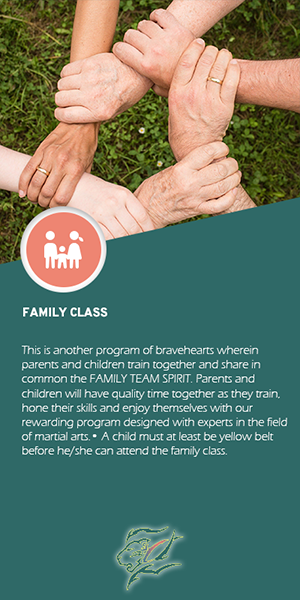 FAMILY CLASS
This is another program of bravehearts wherein
parents and children train together and share in
common the FAMILY TEAM SPIRIT. Parents and
children will have quality time together as they train,
hone their skills and enjoy themselves with our
rewarding program designed with experts in the field
of martial arts. • A child must at least be yellow belt
before he/she can attend the family class.